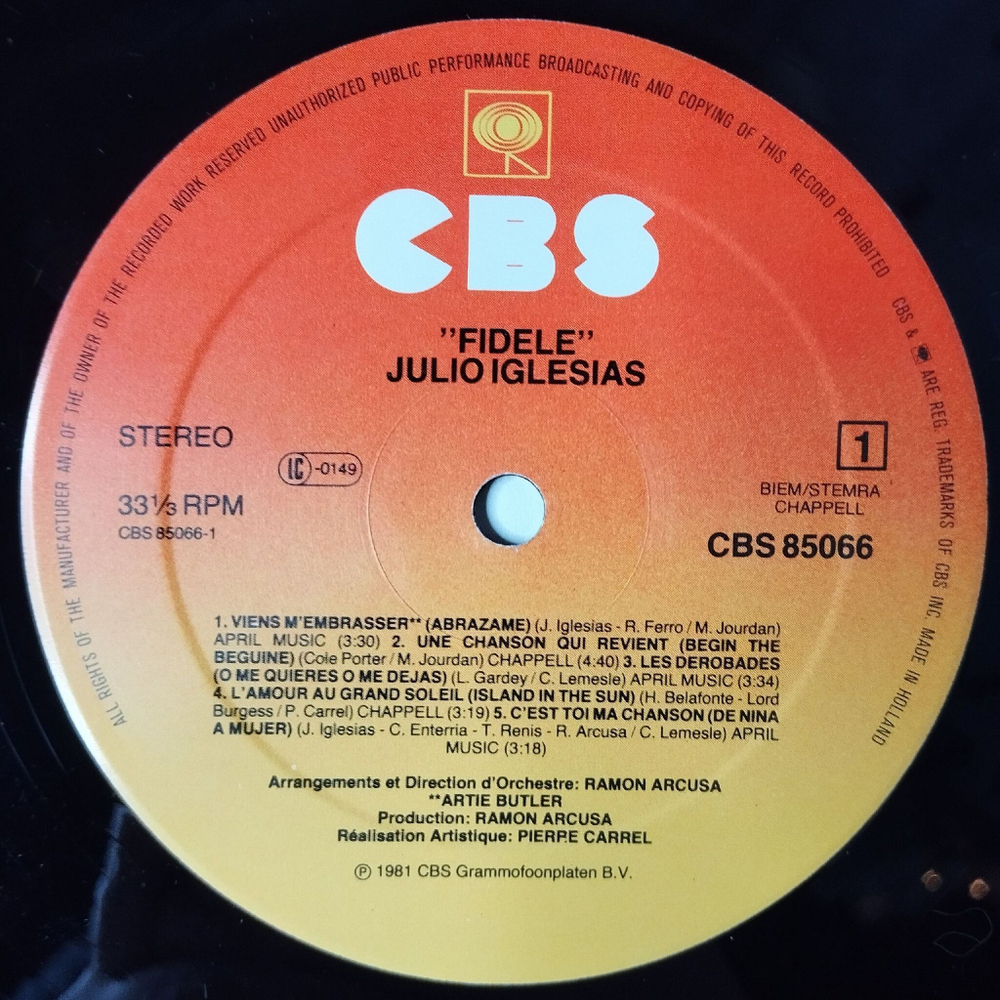 ALL RIGHTS OF THE MANUFACTURER AND OF THE OWNER OF THE RECORDED WORK RESERVED UNAUTHORIZED PUBLIC PERFORMANCE BROADCASTING AND COPYING OF THIS RECORD PROHIBITED
CBS & ARE REG. TRADEMARKS OF CBS INC. MADE IN HOLLAND
CBS
"FIDELE"
JULIO IGLESIAS
STEREO
LC-0149
1
33⅓ RPM
BIEM/STEMRA
CHAPPELL
CBS 85066-1
CBS 85066
1. VIENS M'EMBRASSER** (ABRAZAME) (J. Iglesias - R. Ferro / M. Jourdan)
APRIL MUSIC (3:30) 2. UNE CHANSON QUI REVIENT (BEGIN THE
BEGUINE) (Cole Porter / M. Jourdan) CHAPPELL (4:40) 3. LES DEROBADES
(O ME QUIERES O ME DEJAS) (L. Gardey / C. Lemesle) APRIL MUSIC (3:34)
4. L'AMOUR AU GRAND SOLEIL (ISLAND IN THE SUN) (H. Belafonte - Lord
Burgess / P. Carrel) CHAPPELL (3:19) 5. C'EST TOI MA CHANSON (DE NINA
A MUJER) (J. Iglesias - C. Enterria - T. Renis - R. Arcusa / C. Lemesle) APRIL
MUSIC (3:18)
Arrangements et Direction d'Orchestre: RAMON ARCUSA
**ARTIE BUTLER
Production: RAMON ARCUSA
Réalisation Artistique: PIERRE CARREL
℗ 1981 CBS Grammofoonplaten B.V.